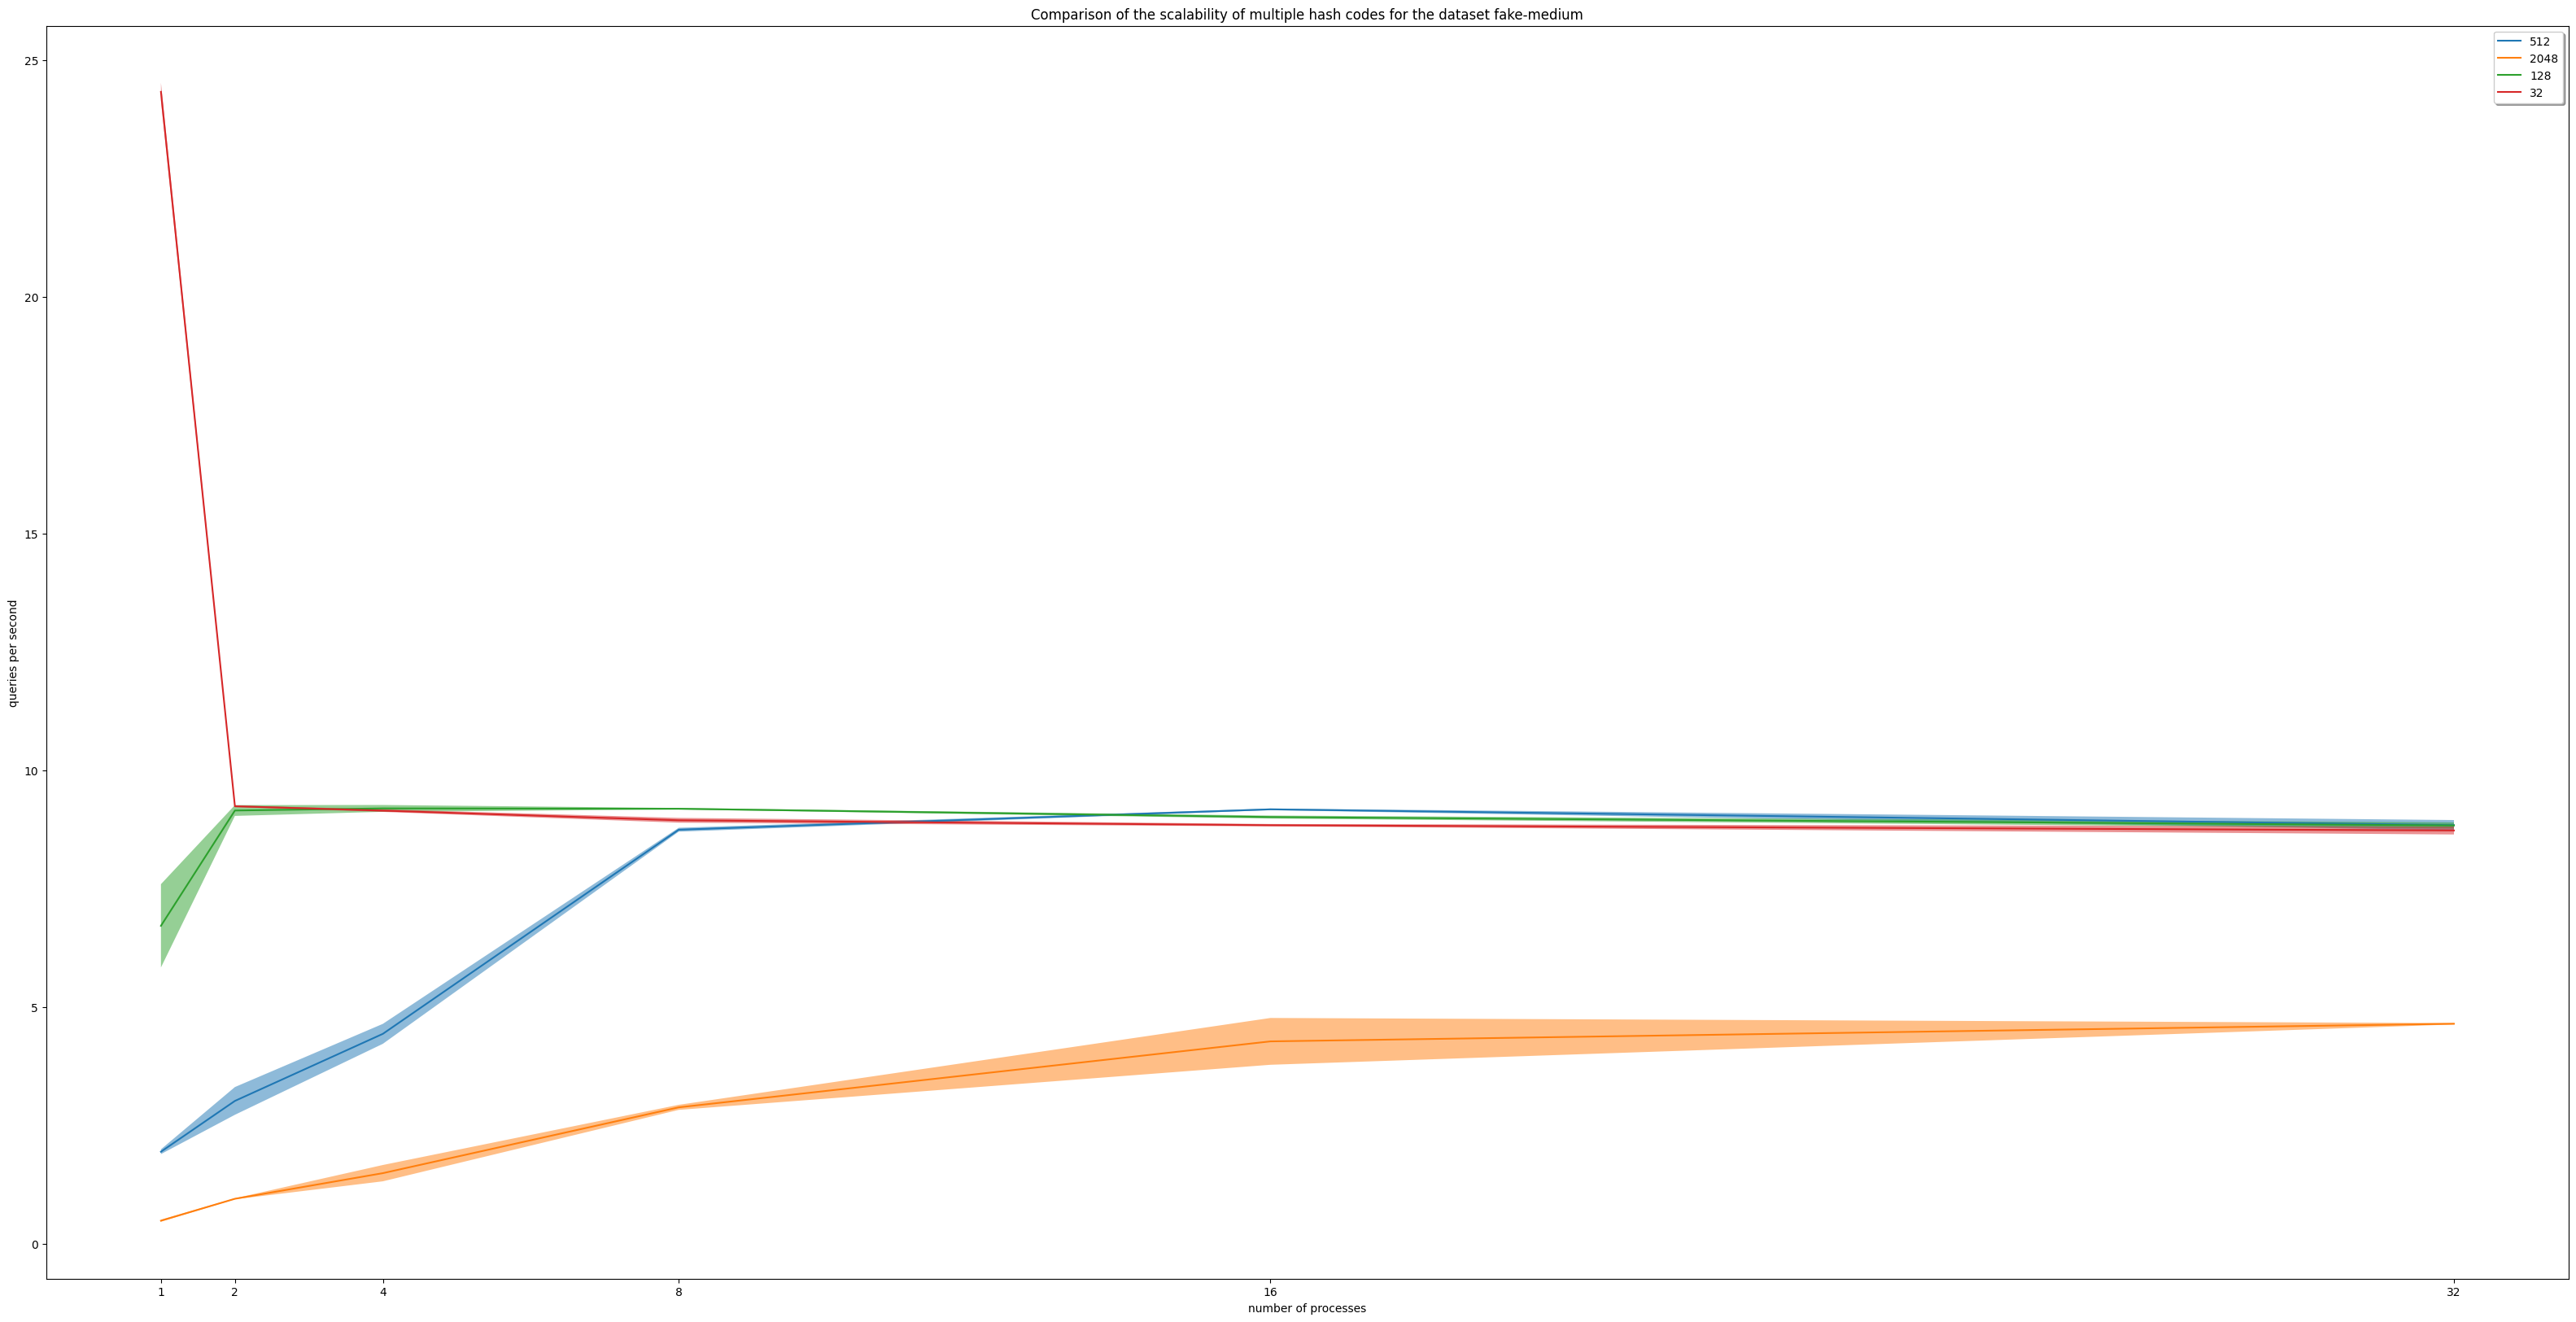 Comparison of the scalability of multiple hash codes for the dataset fake-medium
512
2048
128
32
queries per second
25
20
15
10
5
0
1 2 4 8 16 32
number of processes